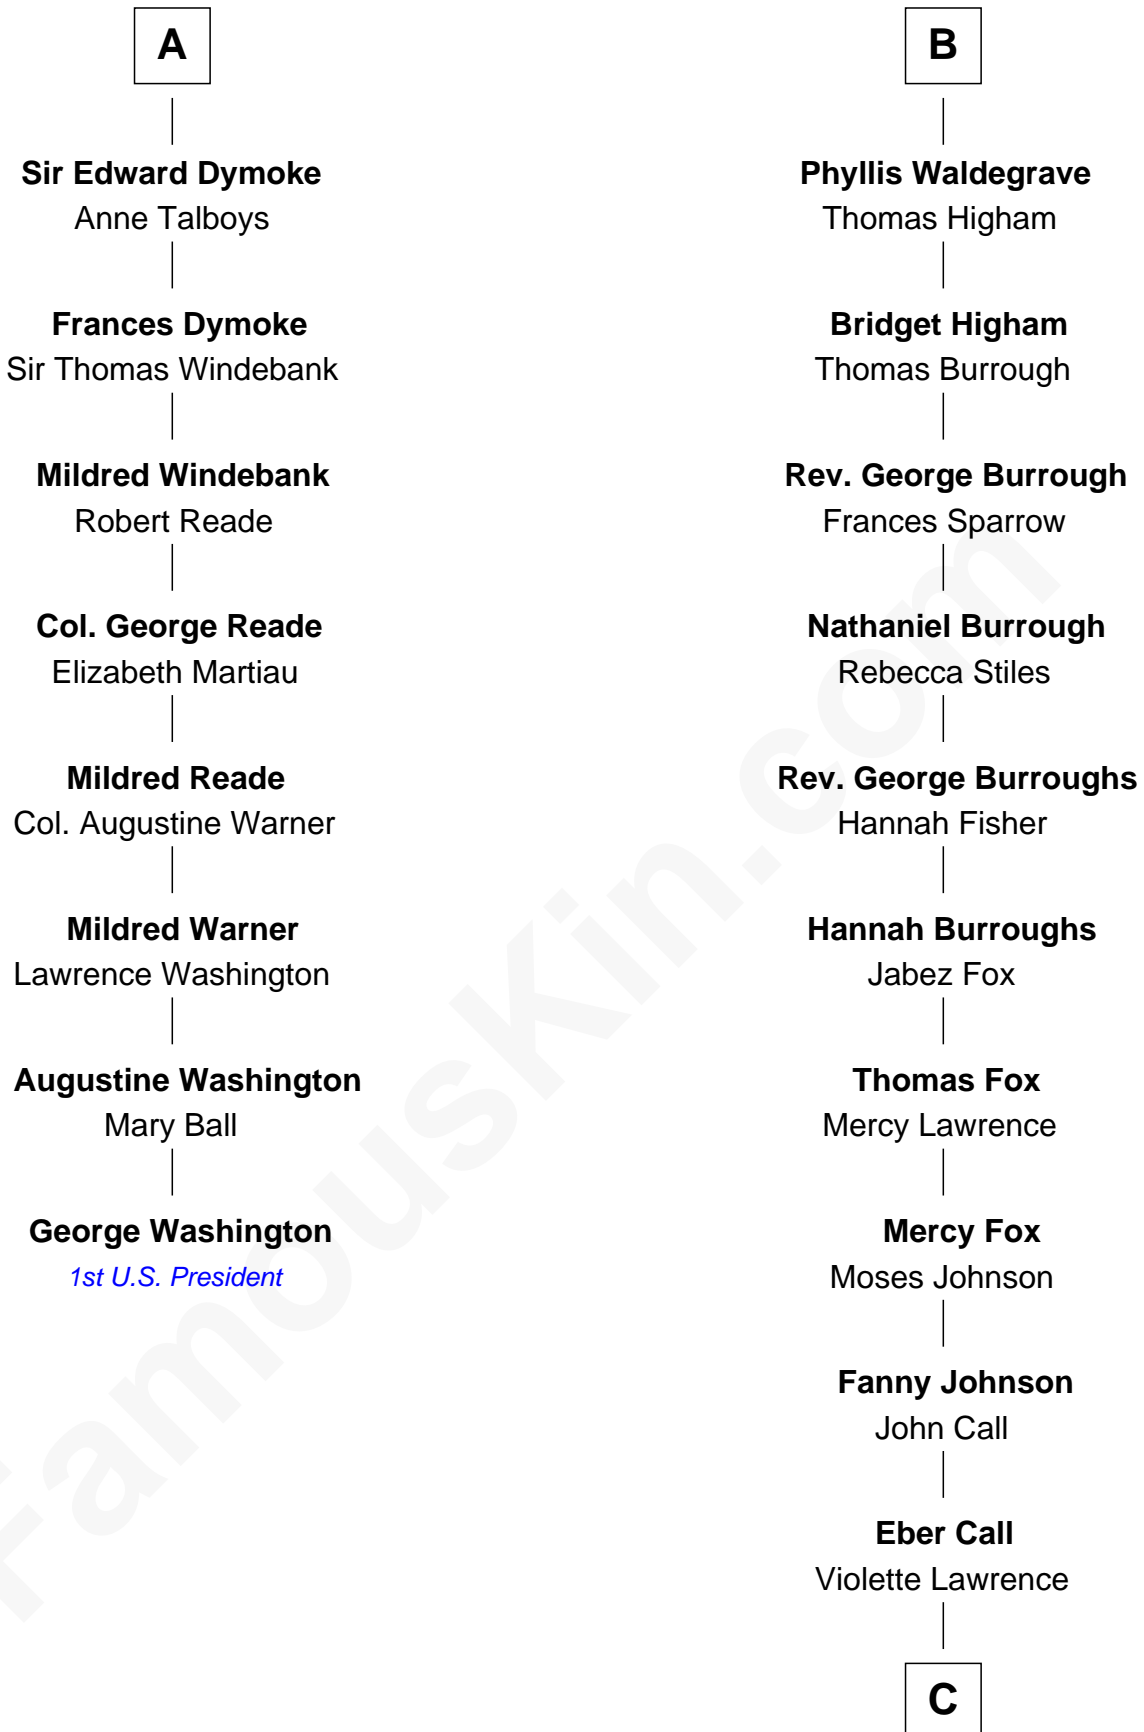 A
Sir Edward Dymoke
Anne Talboys
Frances Dymoke
Sir Thomas Windebank
Mildred Windebank
Robert Reade
Col. George Reade
Elizabeth Martiau
Mildred Reade
Col. Augustine Warner
Mildred Warner
Lawrence Washington
Augustine Washington
Mary Ball
George Washington
1st U.S. President
B
Phyllis Waldegrave
Thomas Higham
Bridget Higham
Thomas Burrough
Rev. George Burrough
Frances Sparrow
Nathaniel Burrough
Rebecca Stiles
Rev. George Burroughs
Hannah Fisher
Hannah Burroughs
Jabez Fox
Thomas Fox
Mercy Lawrence
Mercy Fox
Moses Johnson
Fanny Johnson
John Call
Eber Call
Violette Lawrence
C
FamousKin.com